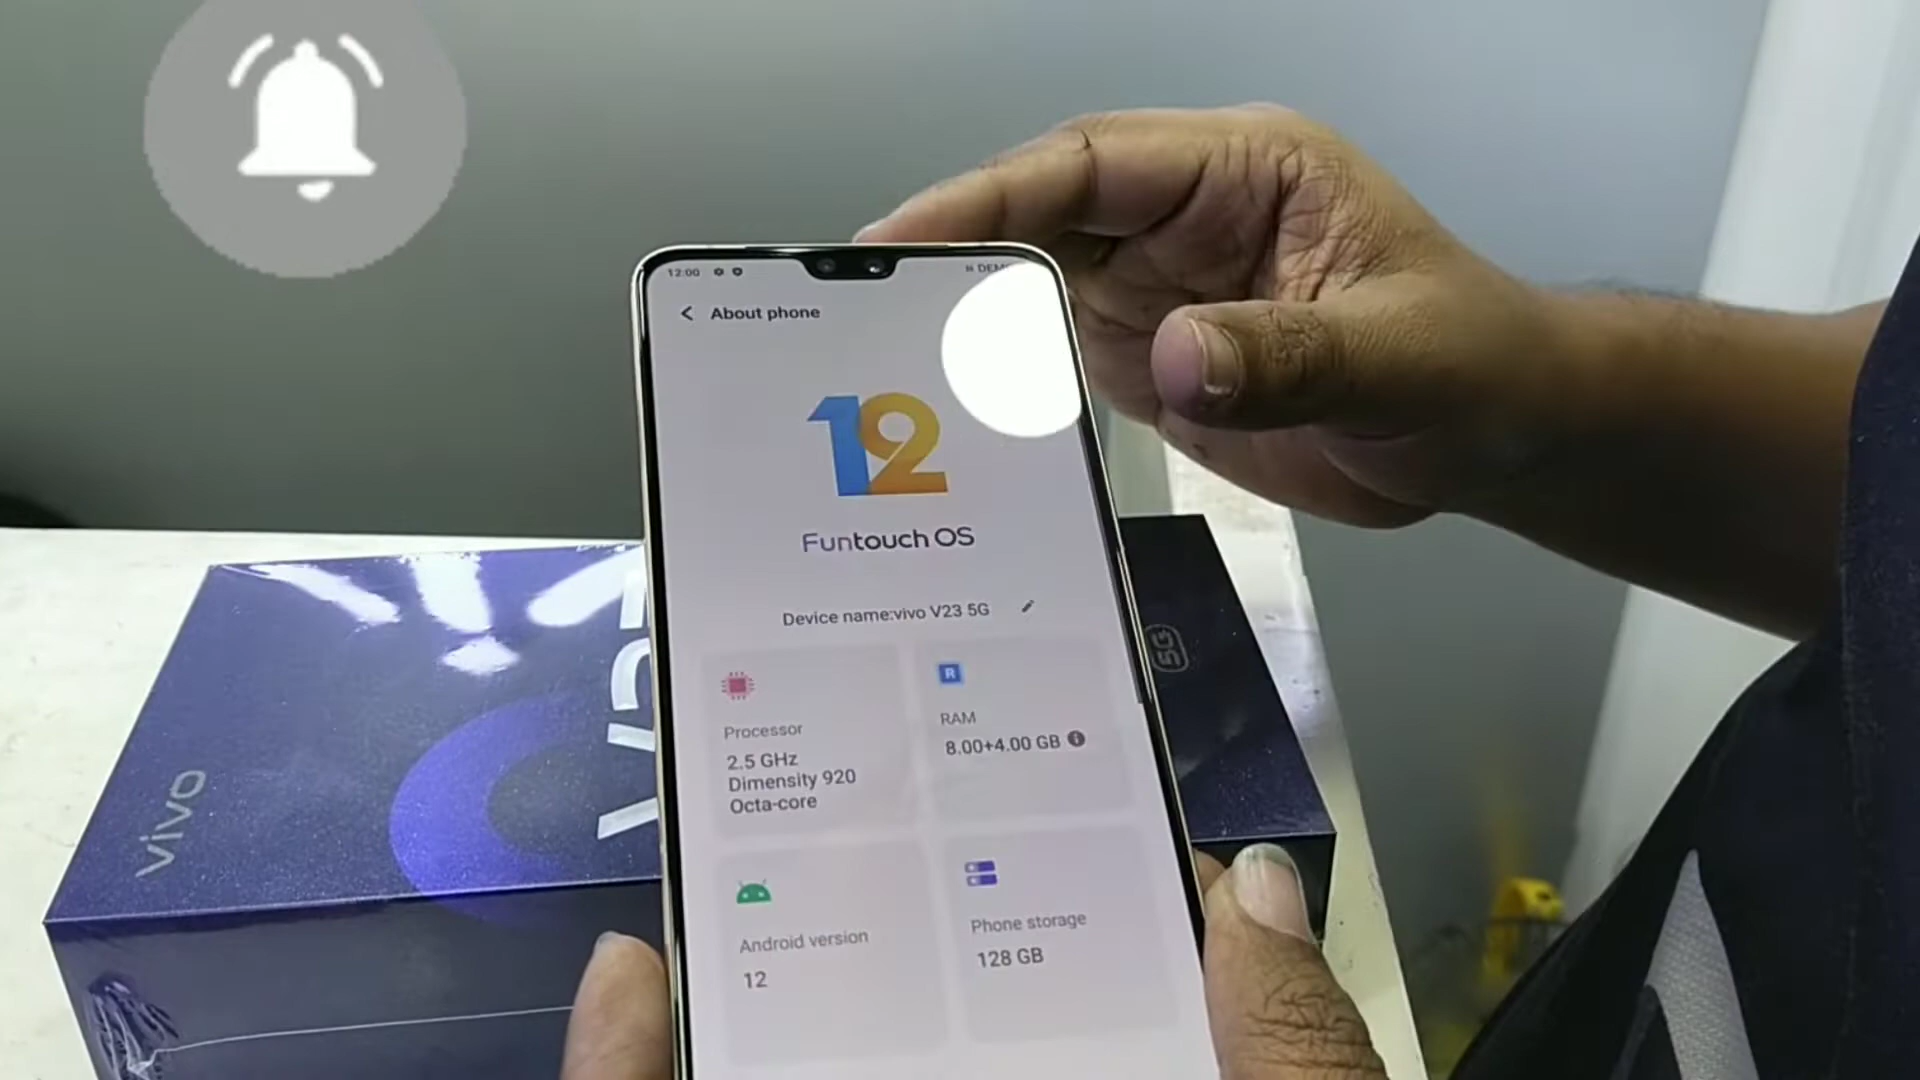 12:00
About phone
12
Funtouch OS
Device name:vivo V23 5G
Processor
2.5 GHz
Dimensity 920
Octa-core
R
RAM
8.00+4.00 GB
Android version
12
Phone storage
128 GB
vivo
5G